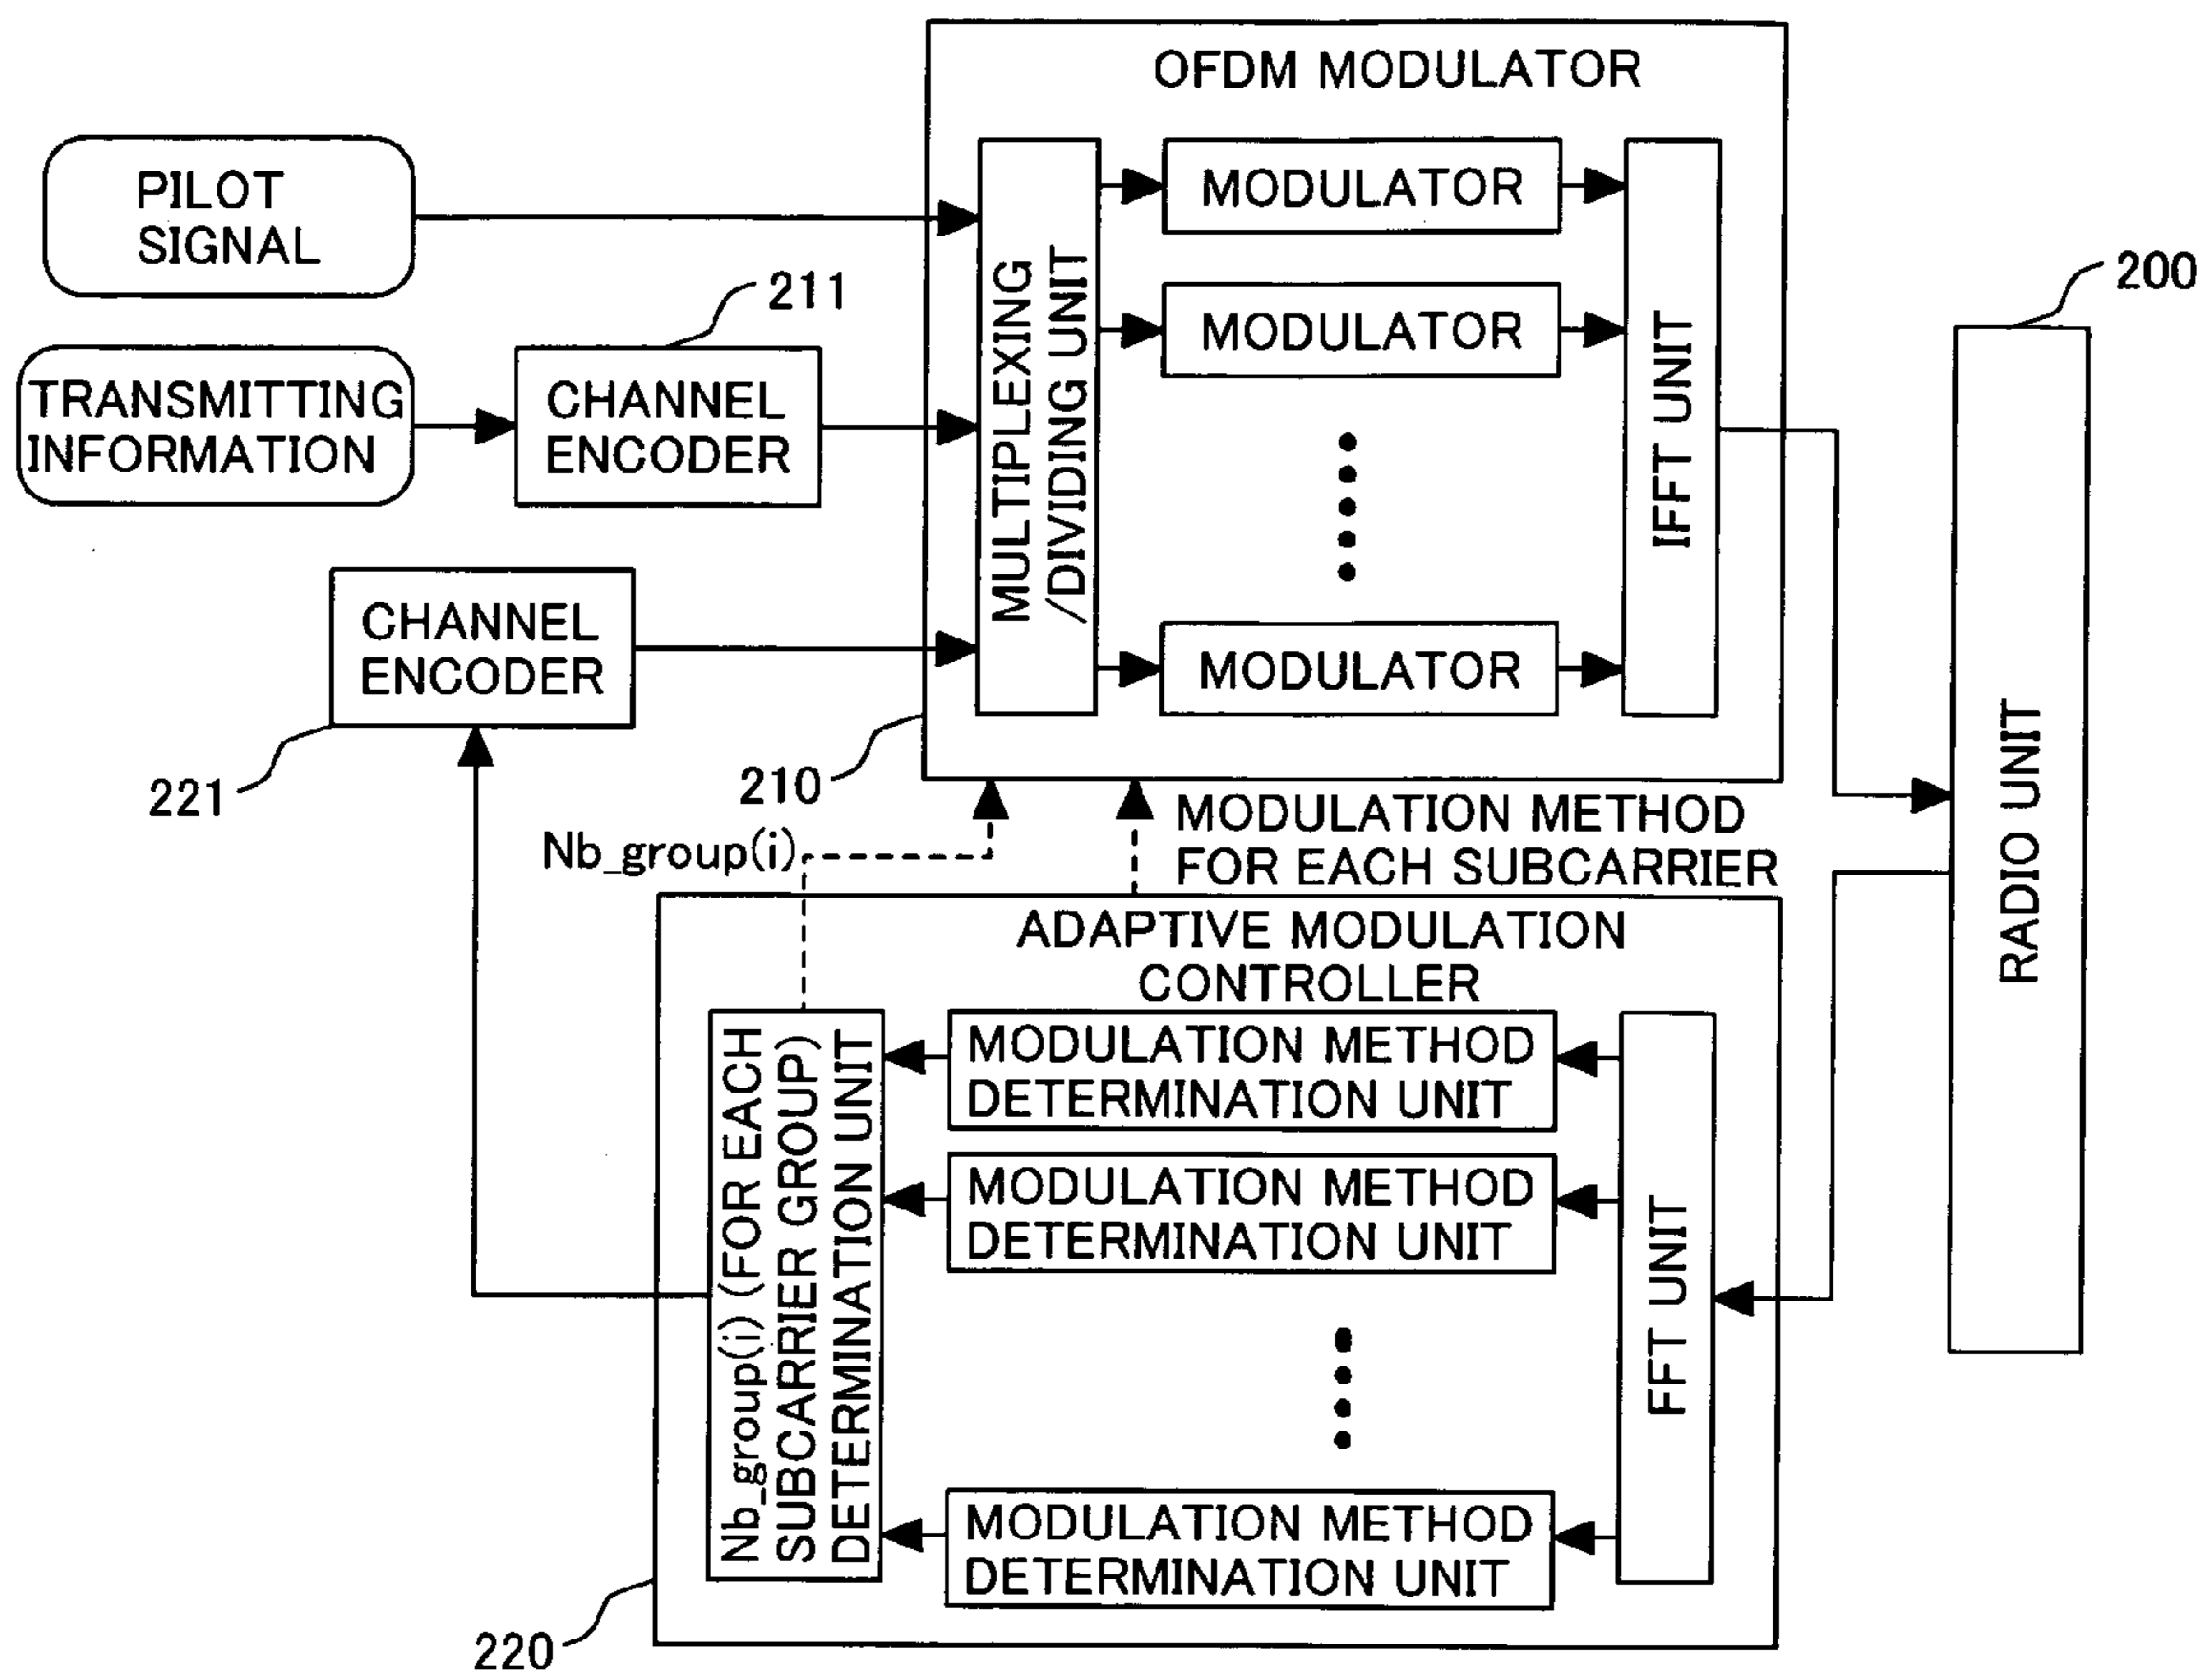 OFDM MODULATOR
PILOT
SIGNAL
211
TRANSMITTING
INFORMATION
CHANNEL
ENCODER
MULTIPLEXING
/DIVIDING UNIT
MODULATOR
MODULATOR
MODULATOR
IFFT UNIT
200
RADIO UNIT
CHANNEL
ENCODER
221
210
Nb_group(i)
MODULATION METHOD
FOR EACH SUBCARRIER
ADAPTIVE MODULATION
CONTROLLER
Nb_group(i) (FOR EACH
SUBCARRIER GROUP)
DETERMINATION UNIT
MODULATION METHOD
DETERMINATION UNIT
MODULATION METHOD
DETERMINATION UNIT
MODULATION METHOD
DETERMINATION UNIT
FFT UNIT
220